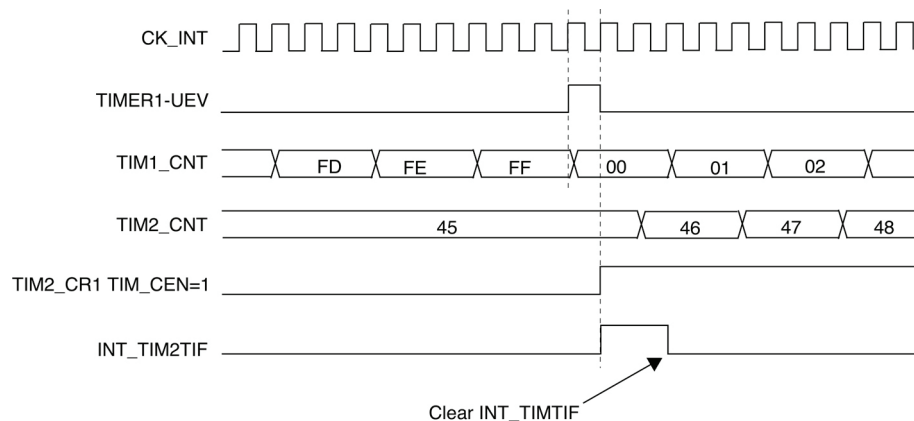 CK_INT
TIMER1-UEV
TIM1_CNT FD FE FF 00 01 02
TIM2_CNT 45 46 47 48
TIM2_CR1 TIM_CEN=1
INT_TIM2TIF
Clear INT_TIMTIF